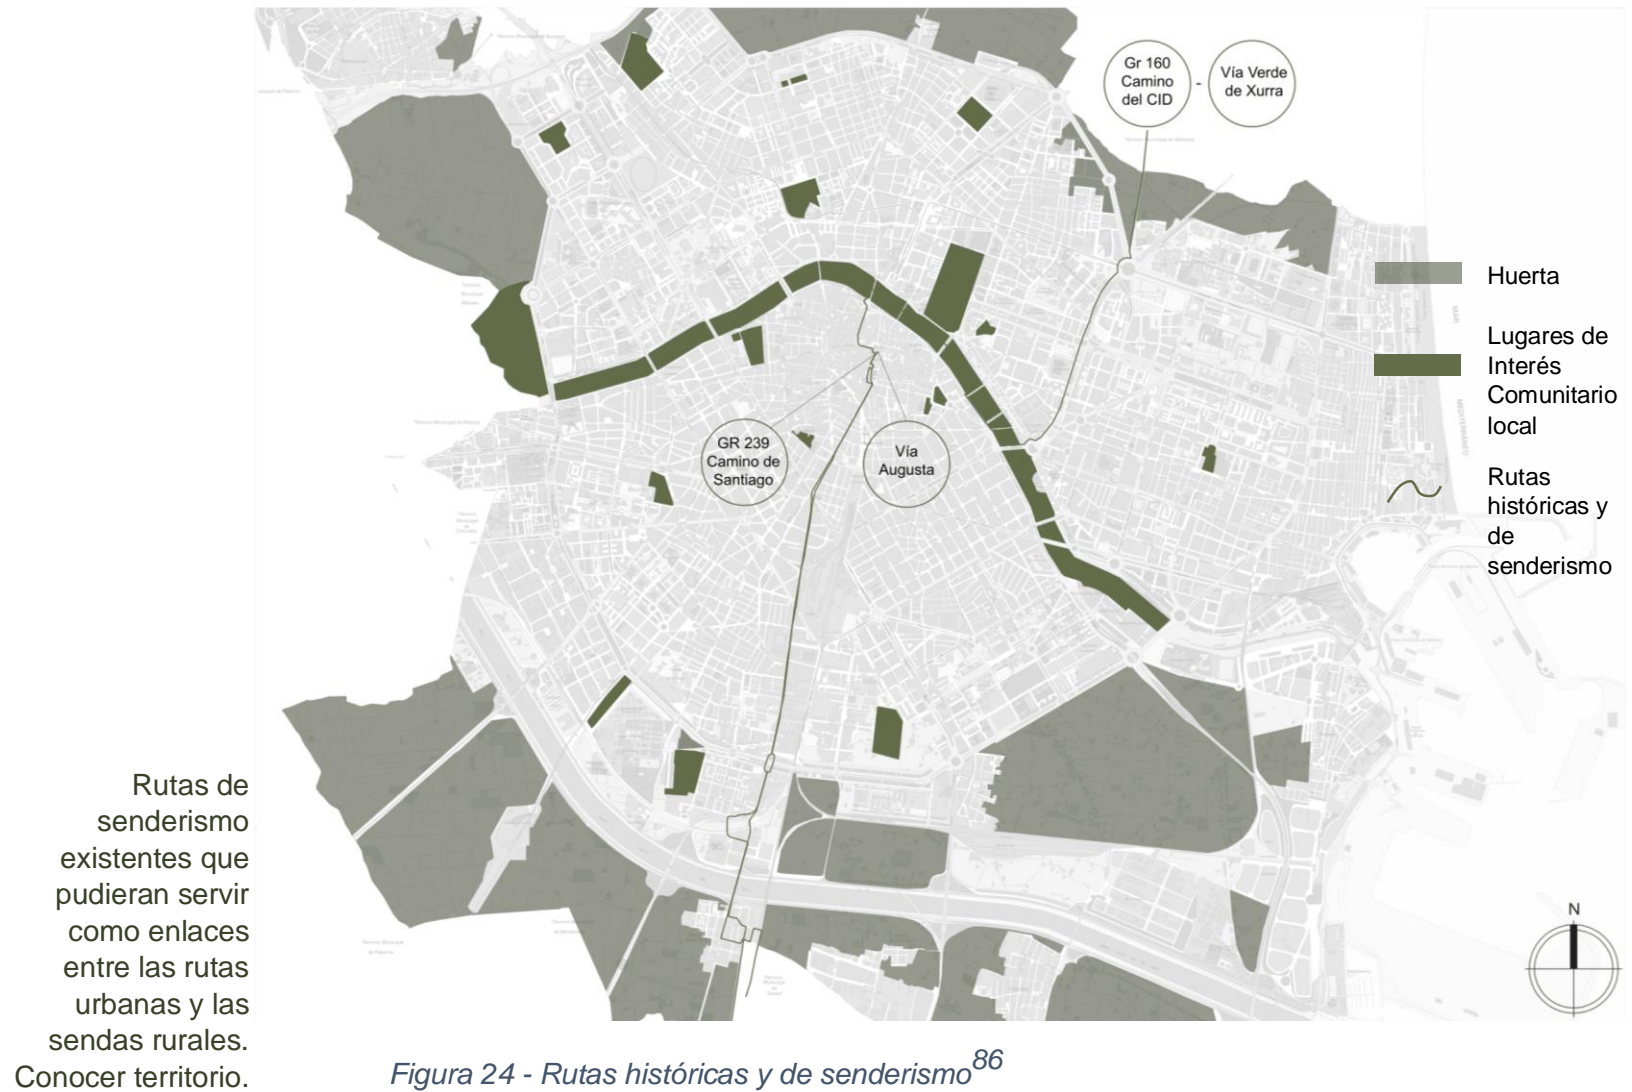 Gr 160
Camino
del CID
-
Vía Verde
de Xurra
Huerta
Lugares de
Interés
Comunitario
local
Rutas
históricas y
de
senderismo
MAR
MEDITERRANEO
GR 239
Camino de
Santiago
Vía
Augusta
N
Rutas de
senderismo
existentes que
pudieran servir
como enlaces
entre las rutas
urbanas y las
sendas rurales.
Conocer territorio.
Figura 24 - Rutas históricas y de senderismo86